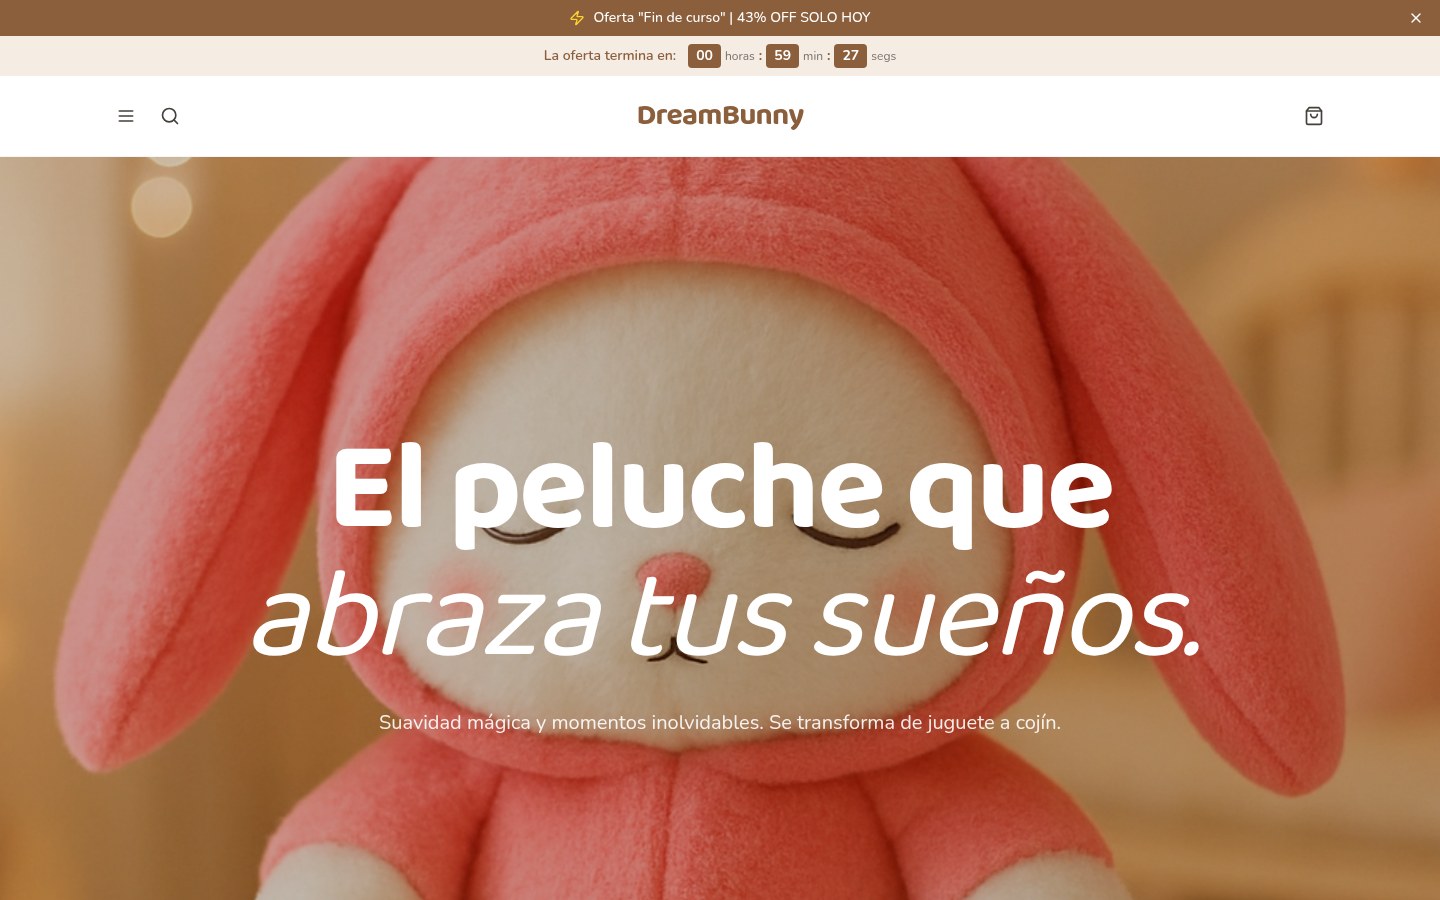 Oferta "Fin de curso" | 43% OFF SOLO HOY
La oferta termina en: 00 horas : 59 min : 27 segs
DreamBunny
El peluche que
abraza tus sueños.
Suavidad mágica y momentos inolvidables. Se transforma de juguete a cojín.